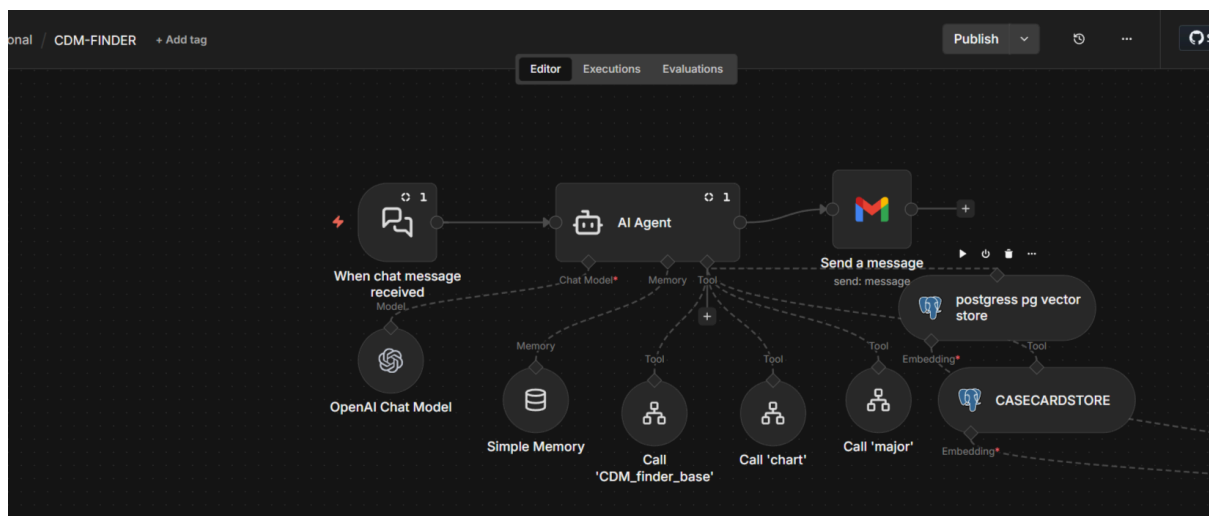 onal / CDM-FINDER + Add tag
Publish
Editor Executions Evaluations
1
1
AI Agent
When chat message
received
Send a message
send: message
Chat Model*
Memory
Tool
Model
postgress pg vector
store
Memory
Tool
Tool
Tool
Embedding*
Tool
OpenAI Chat Model
CASECARDSTORE
Simple Memory
Call
'CDM_finder_base'
Call 'chart'
Call 'major'
Embedding*